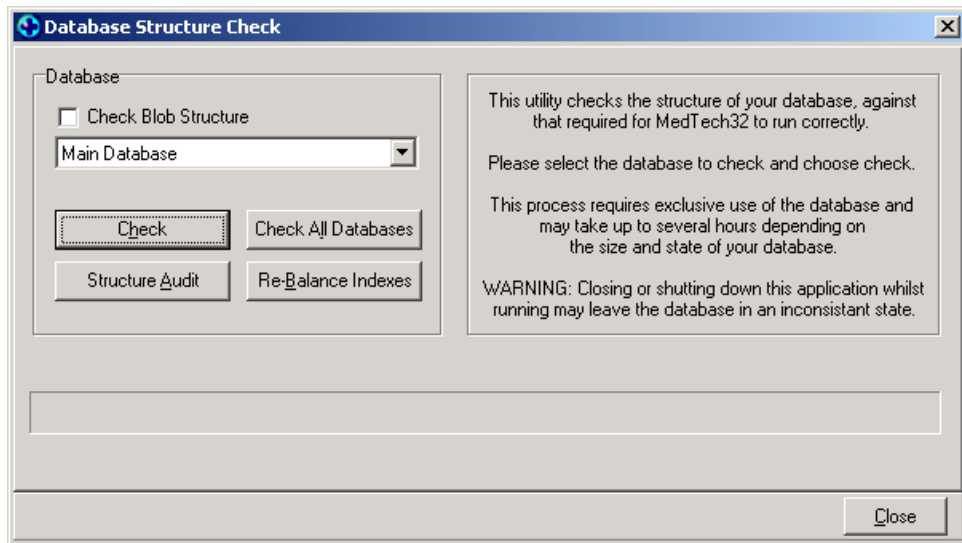 Database Structure Check
Database
Check Blob Structure
Main Database
Check
Check All Databases
Structure Audit
Re-Balance Indexes
This utility checks the structure of your database, against
that required for MedTech32 to run correctly.
Please select the database to check and choose check.
This process requires exclusive use of the database and
may take up to several hours depending on
the size and state of your database.
WARNING: Closing or shutting down this application whilst
running may leave the database in an inconsistant state.
Close